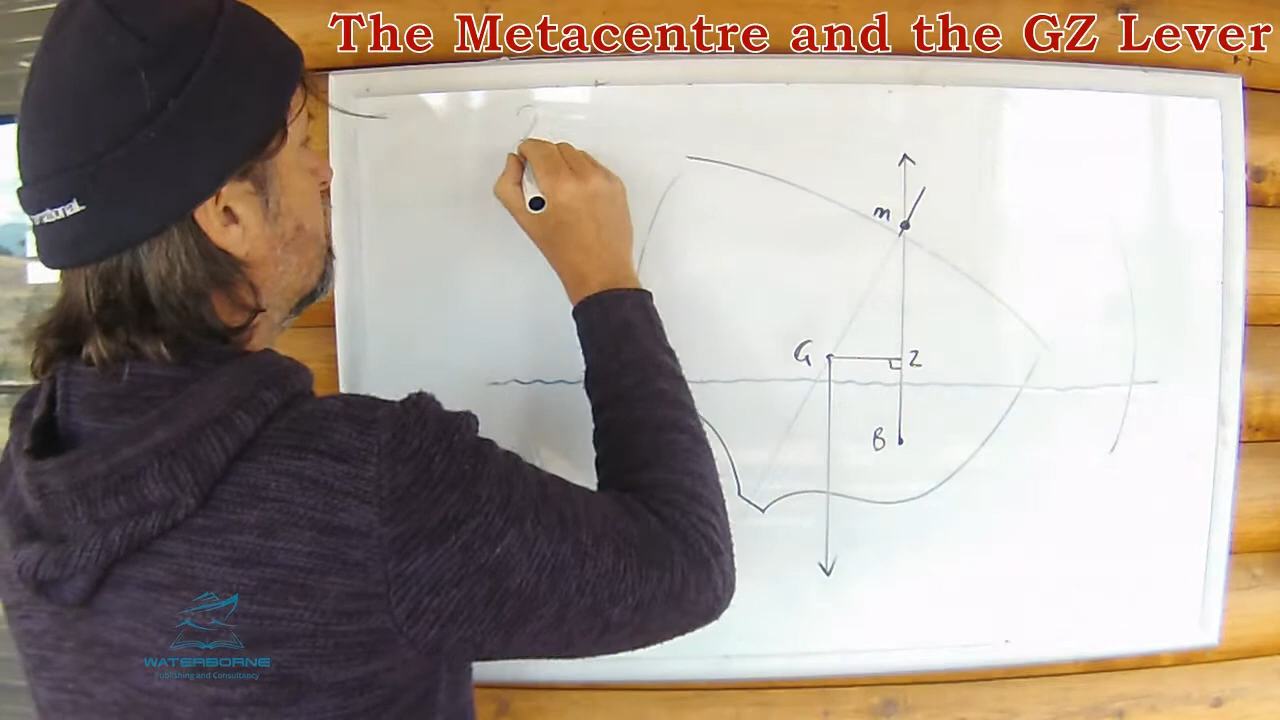 The Metacentre and the GZ Lever
M
G
Z
B
WATERBORNE
Publishing and Consultancy